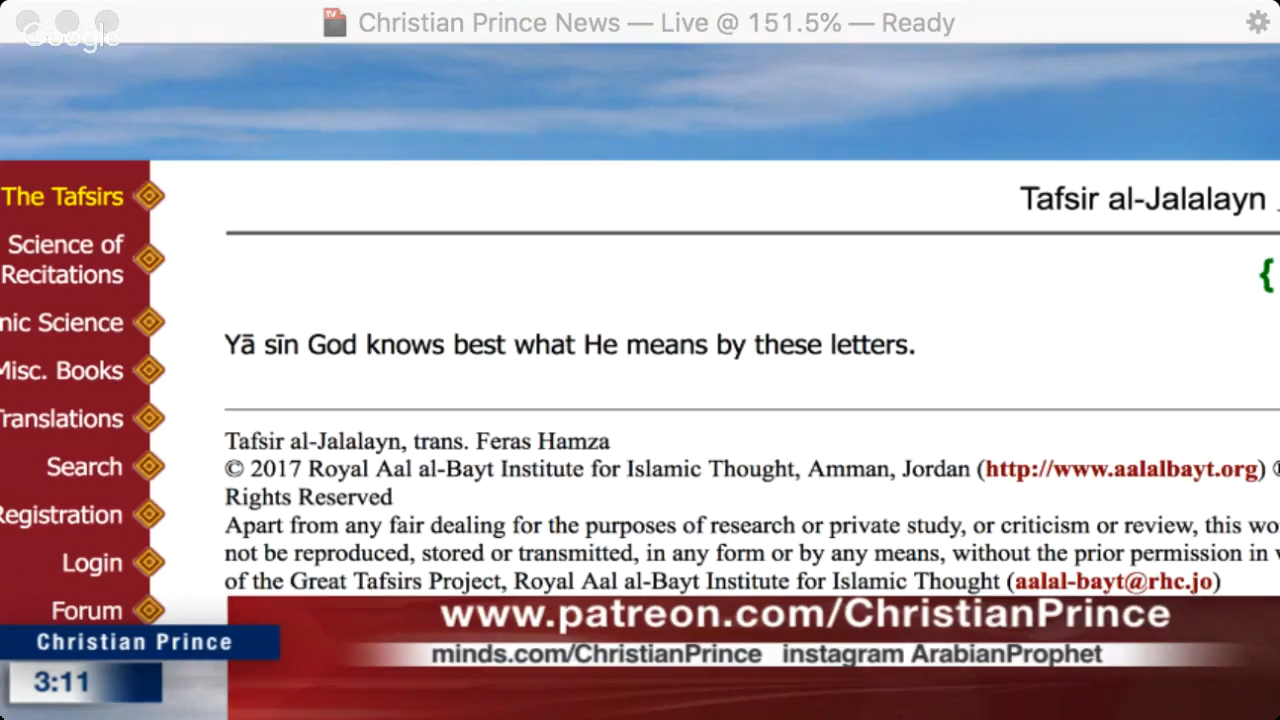 Christian Prince News — Live @ 151.5% — Ready
Google
The Tafsirs
Science of
Recitations
nic Science
Misc. Books
Translations
Search
Registration
Login
Forum
Tafsir al-Jalalayn
{
Yā sīn God knows best what He means by these letters.
Tafsir al-Jalalayn, trans. Feras Hamza
© 2017 Royal Aal al-Bayt Institute for Islamic Thought, Amman, Jordan (http://www.aalalbayt.org) ©
Rights Reserved
Apart from any fair dealing for the purposes of research or private study, or criticism or review, this wo
not be reproduced, stored or transmitted, in any form or by any means, without the prior permission in
of the Great Tafsirs Project, Royal Aal al-Bayt Institute for Islamic Thought (aalal-bayt@rhc.jo)
www.patreon.com/ChristianPrince
minds.com/ChristianPrince instagram ArabianProphet
Christian Prince
3:11